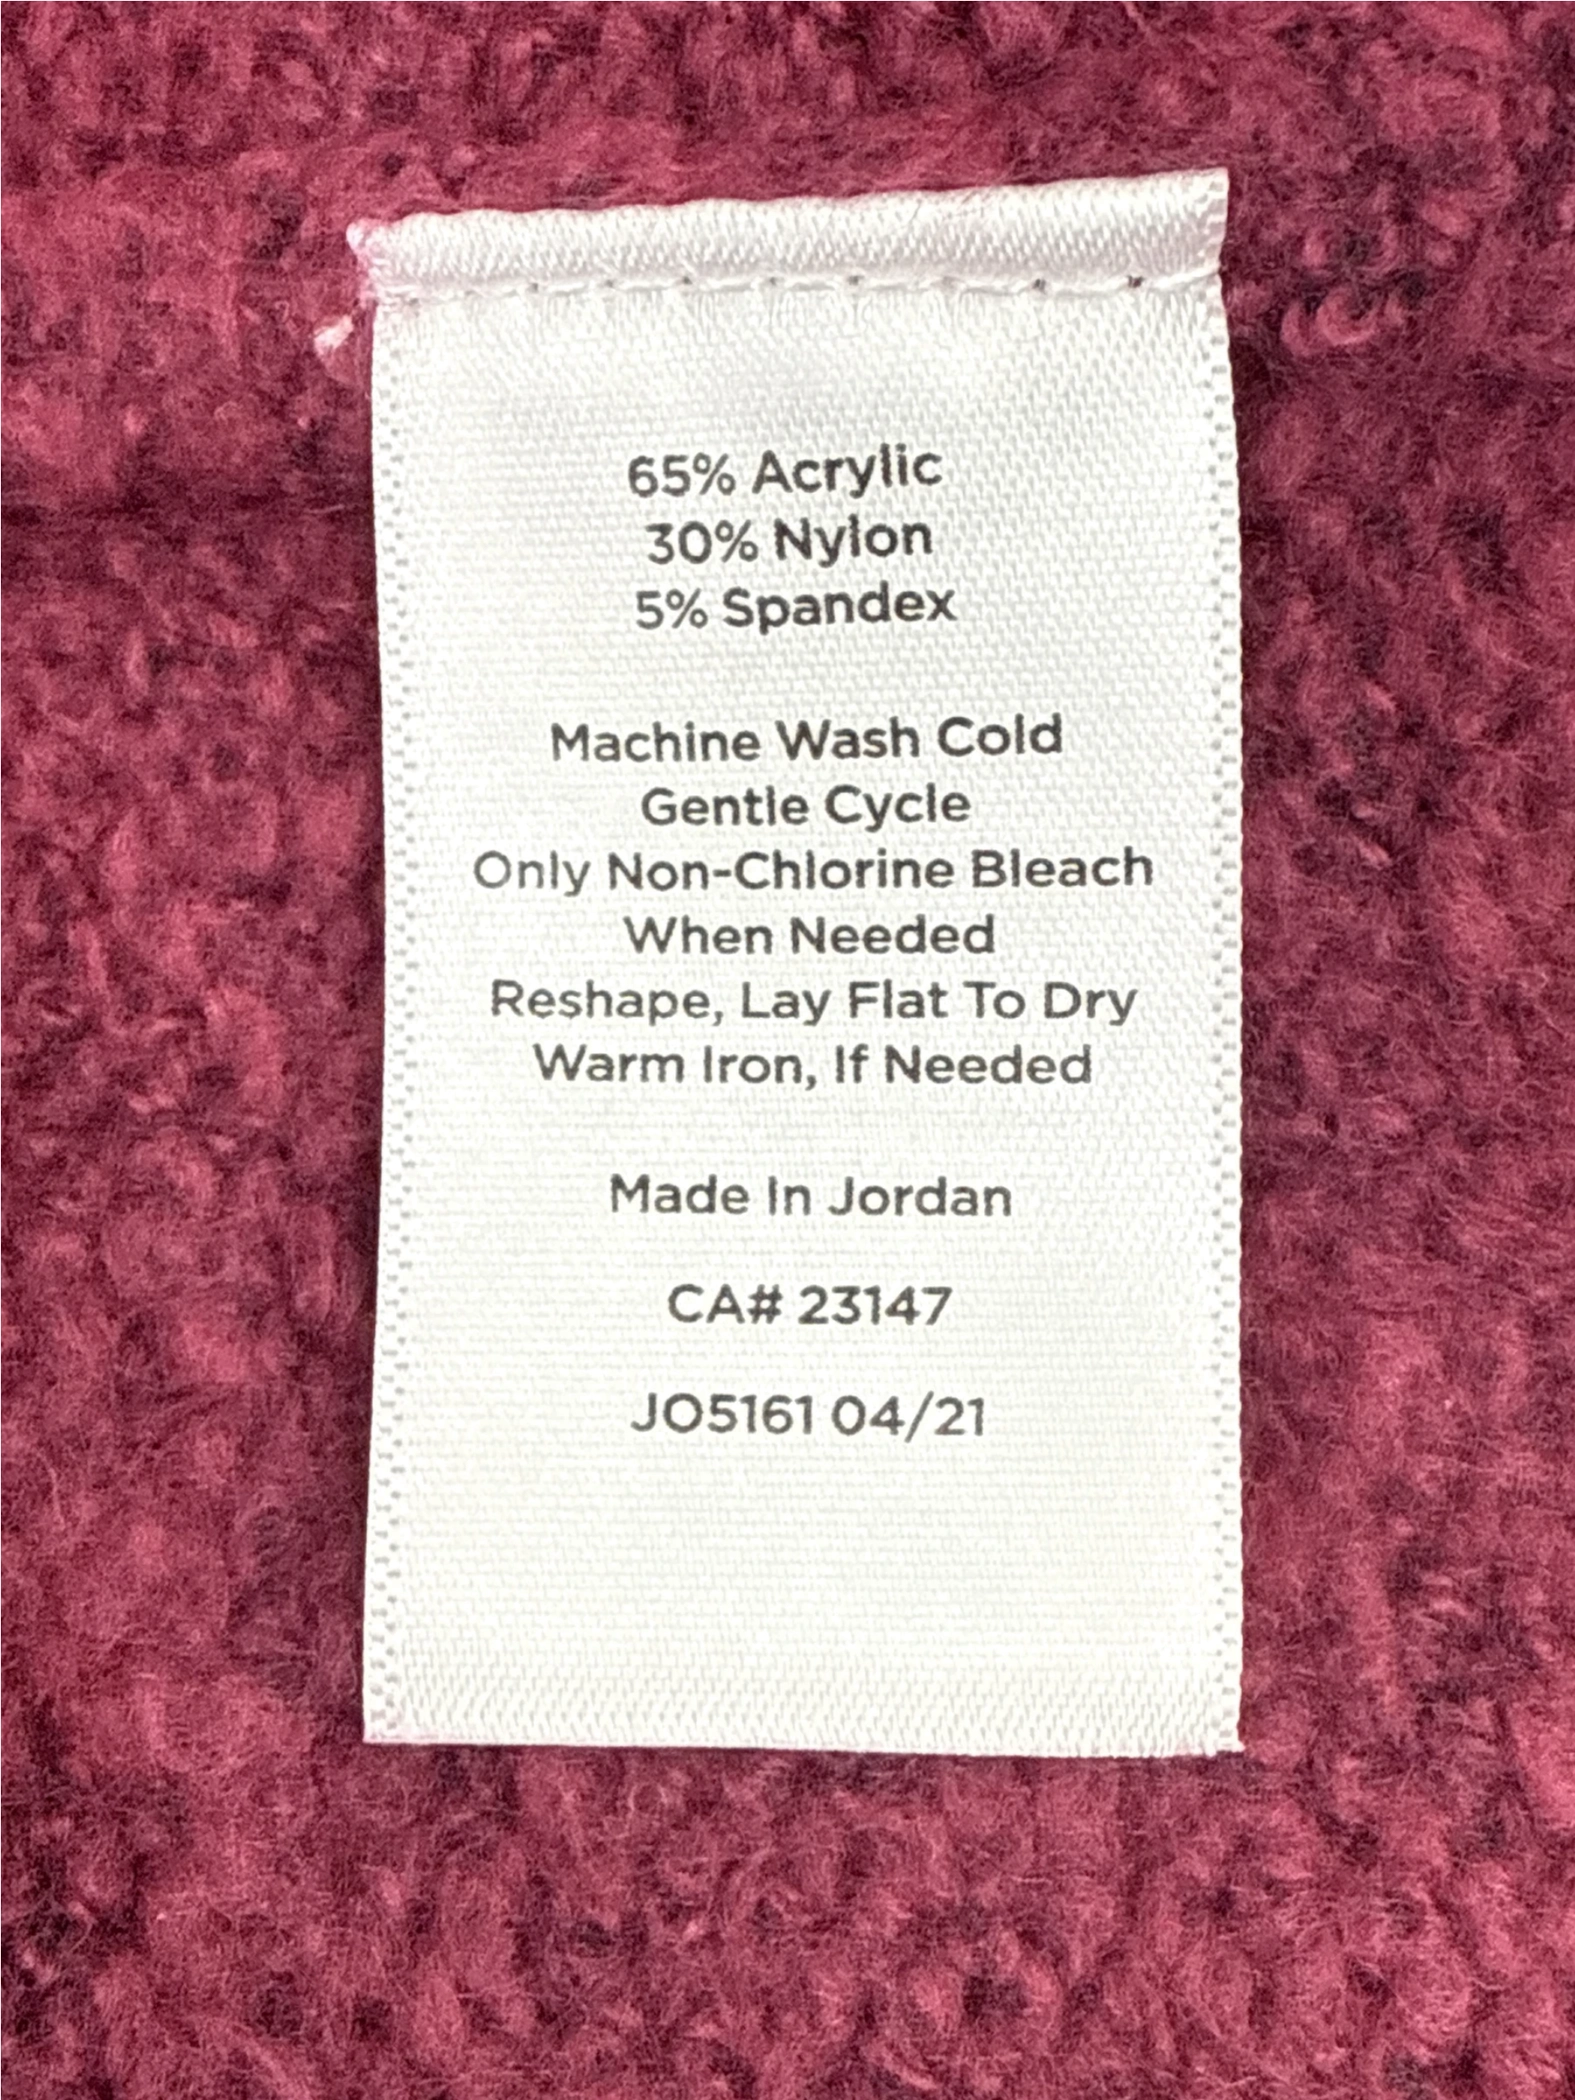 65% Acrylic
30% Nylon
5% Spandex
Machine Wash Cold
Gentle Cycle
Only Non-Chlorine Bleach
When Needed
Reshape, Lay Flat To Dry
Warm Iron, If Needed
Made In Jordan
CA# 23147
JO5161 04/21